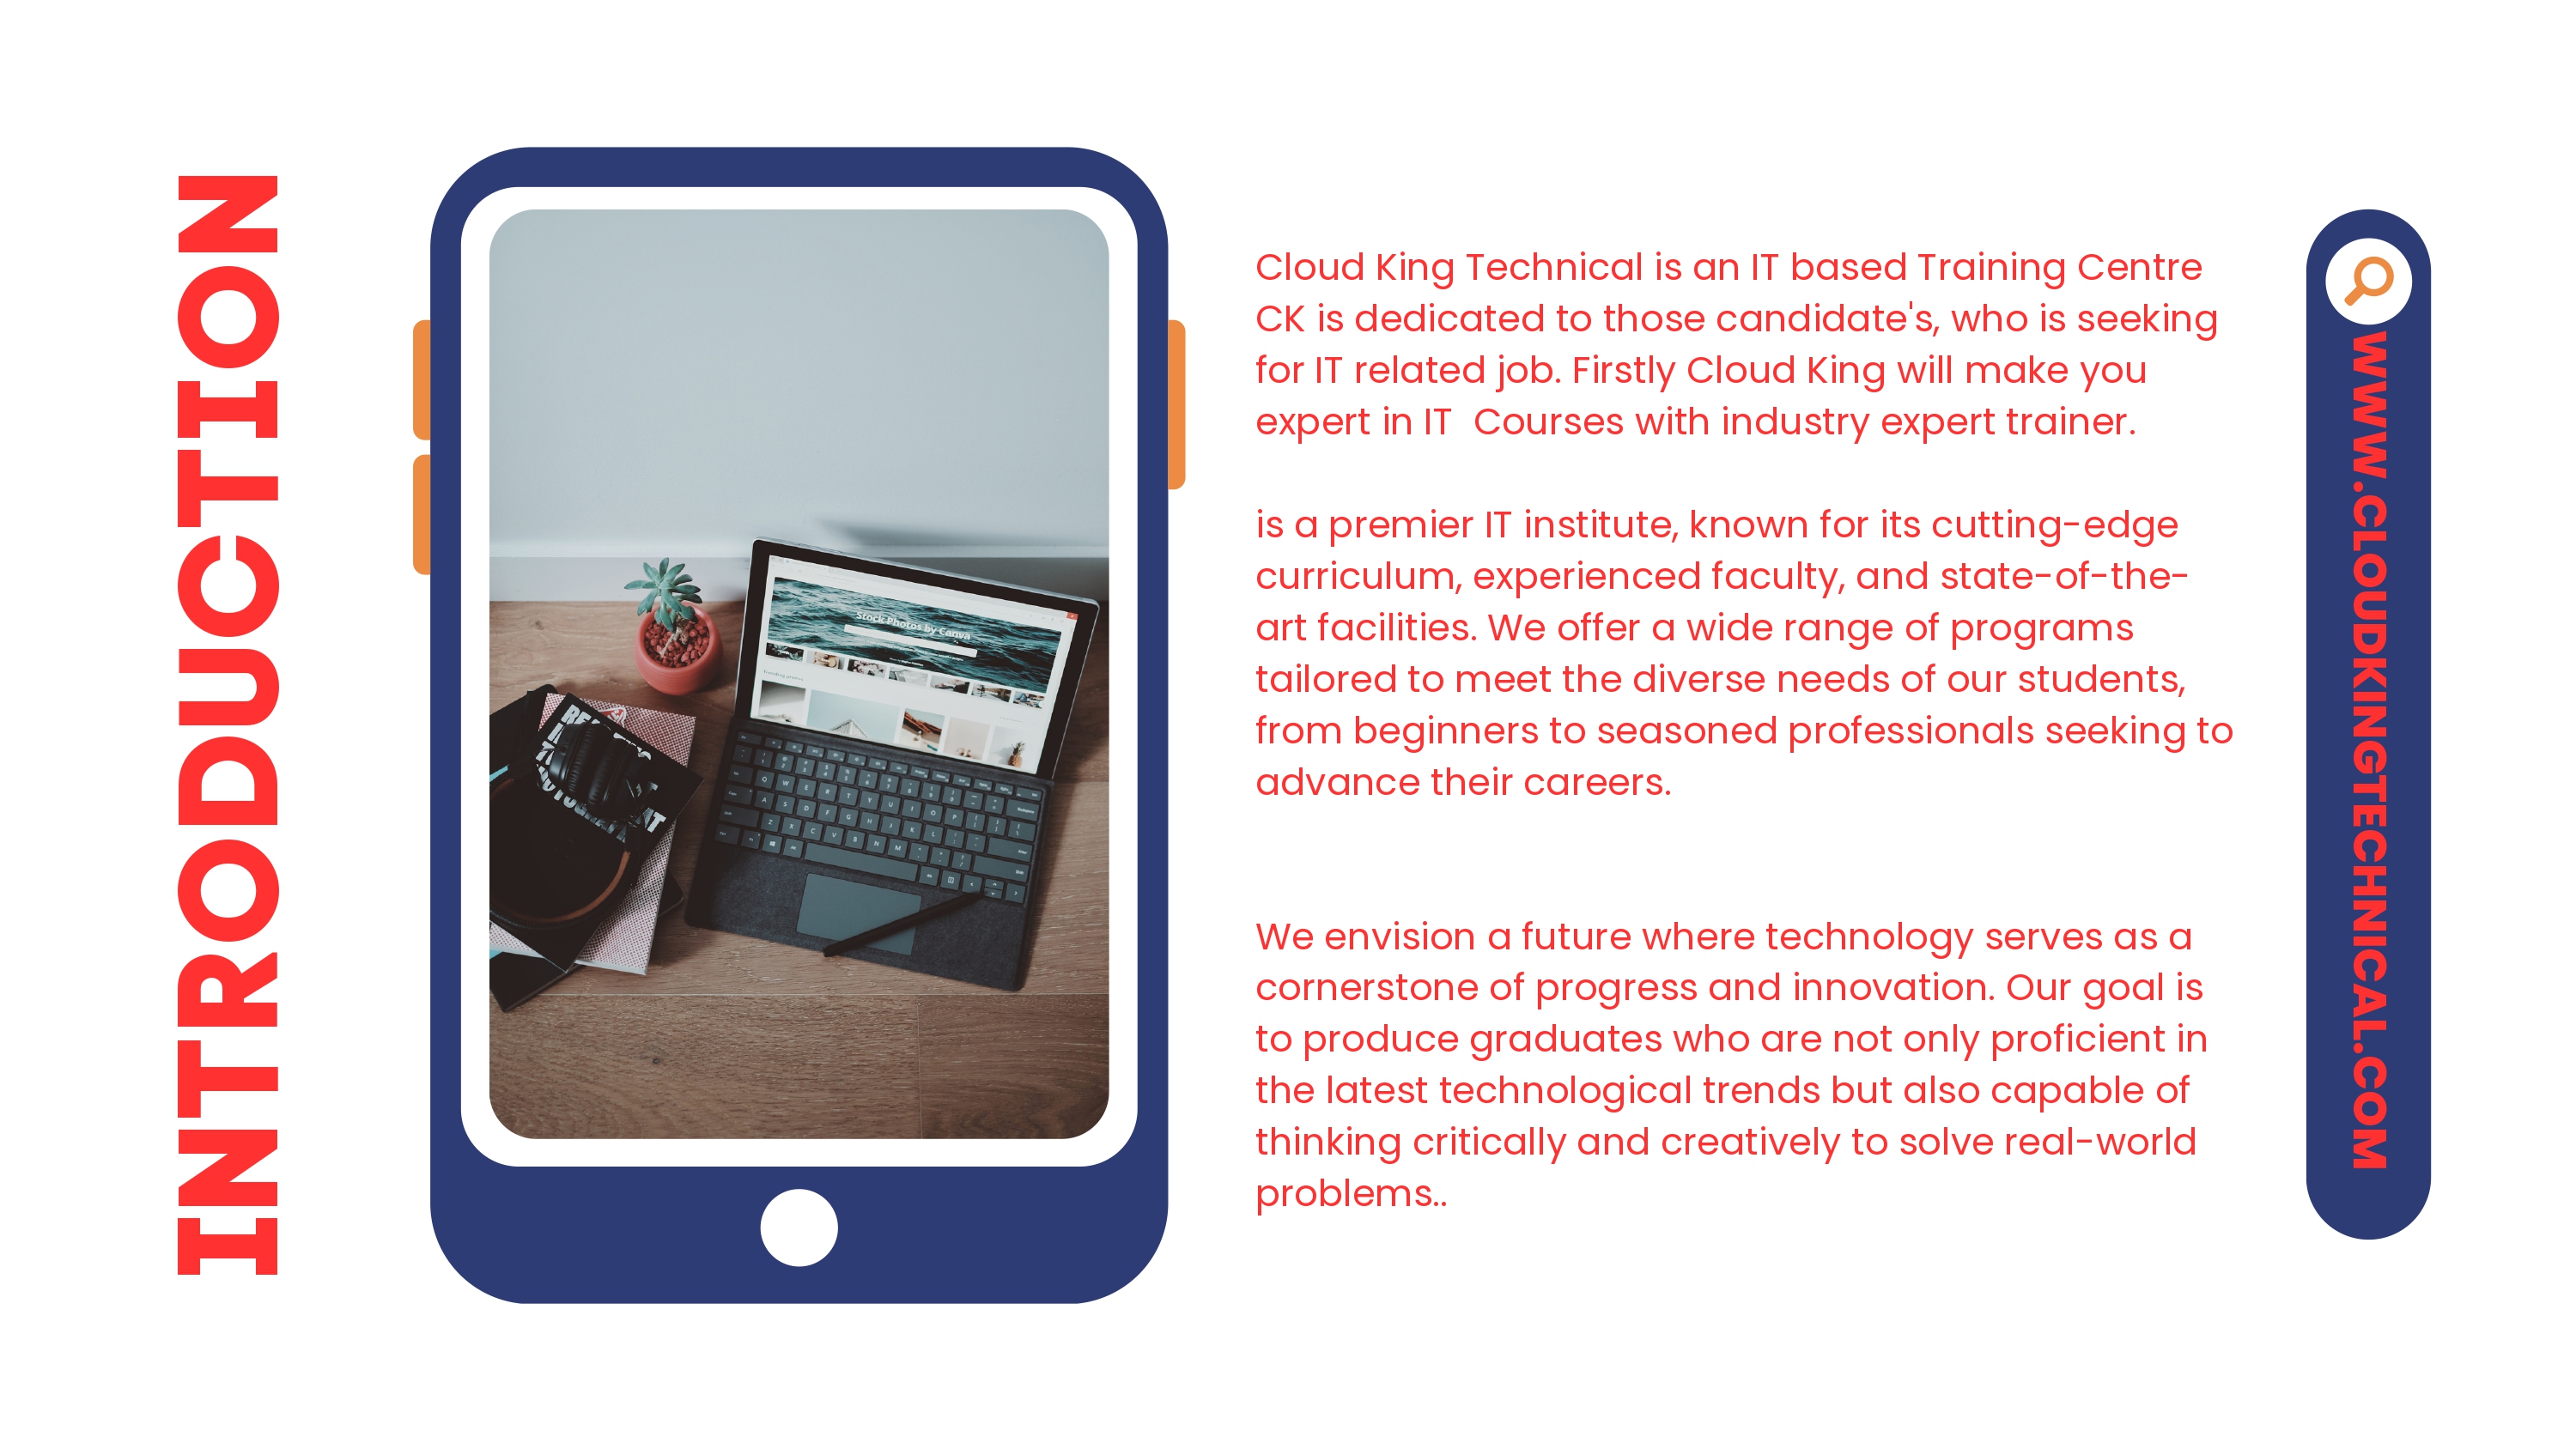 INTRODUCTION
Stock Photos by Canva
Cloud King Technical is an IT based Training Centre
CK is dedicated to those candidate's, who is seeking
for IT related job. Firstly Cloud King will make you
expert in IT  Courses with industry expert trainer.
is a premier IT institute, known for its cutting-edge
curriculum, experienced faculty, and state-of-the-
art facilities. We offer a wide range of programs
tailored to meet the diverse needs of our students,
from beginners to seasoned professionals seeking to
advance their careers.
We envision a future where technology serves as a
cornerstone of progress and innovation. Our goal is
to produce graduates who are not only proficient in
the latest technological trends but also capable of
thinking critically and creatively to solve real-world
problems..
WWW.CLOUDKINGTECHNICAL.COM